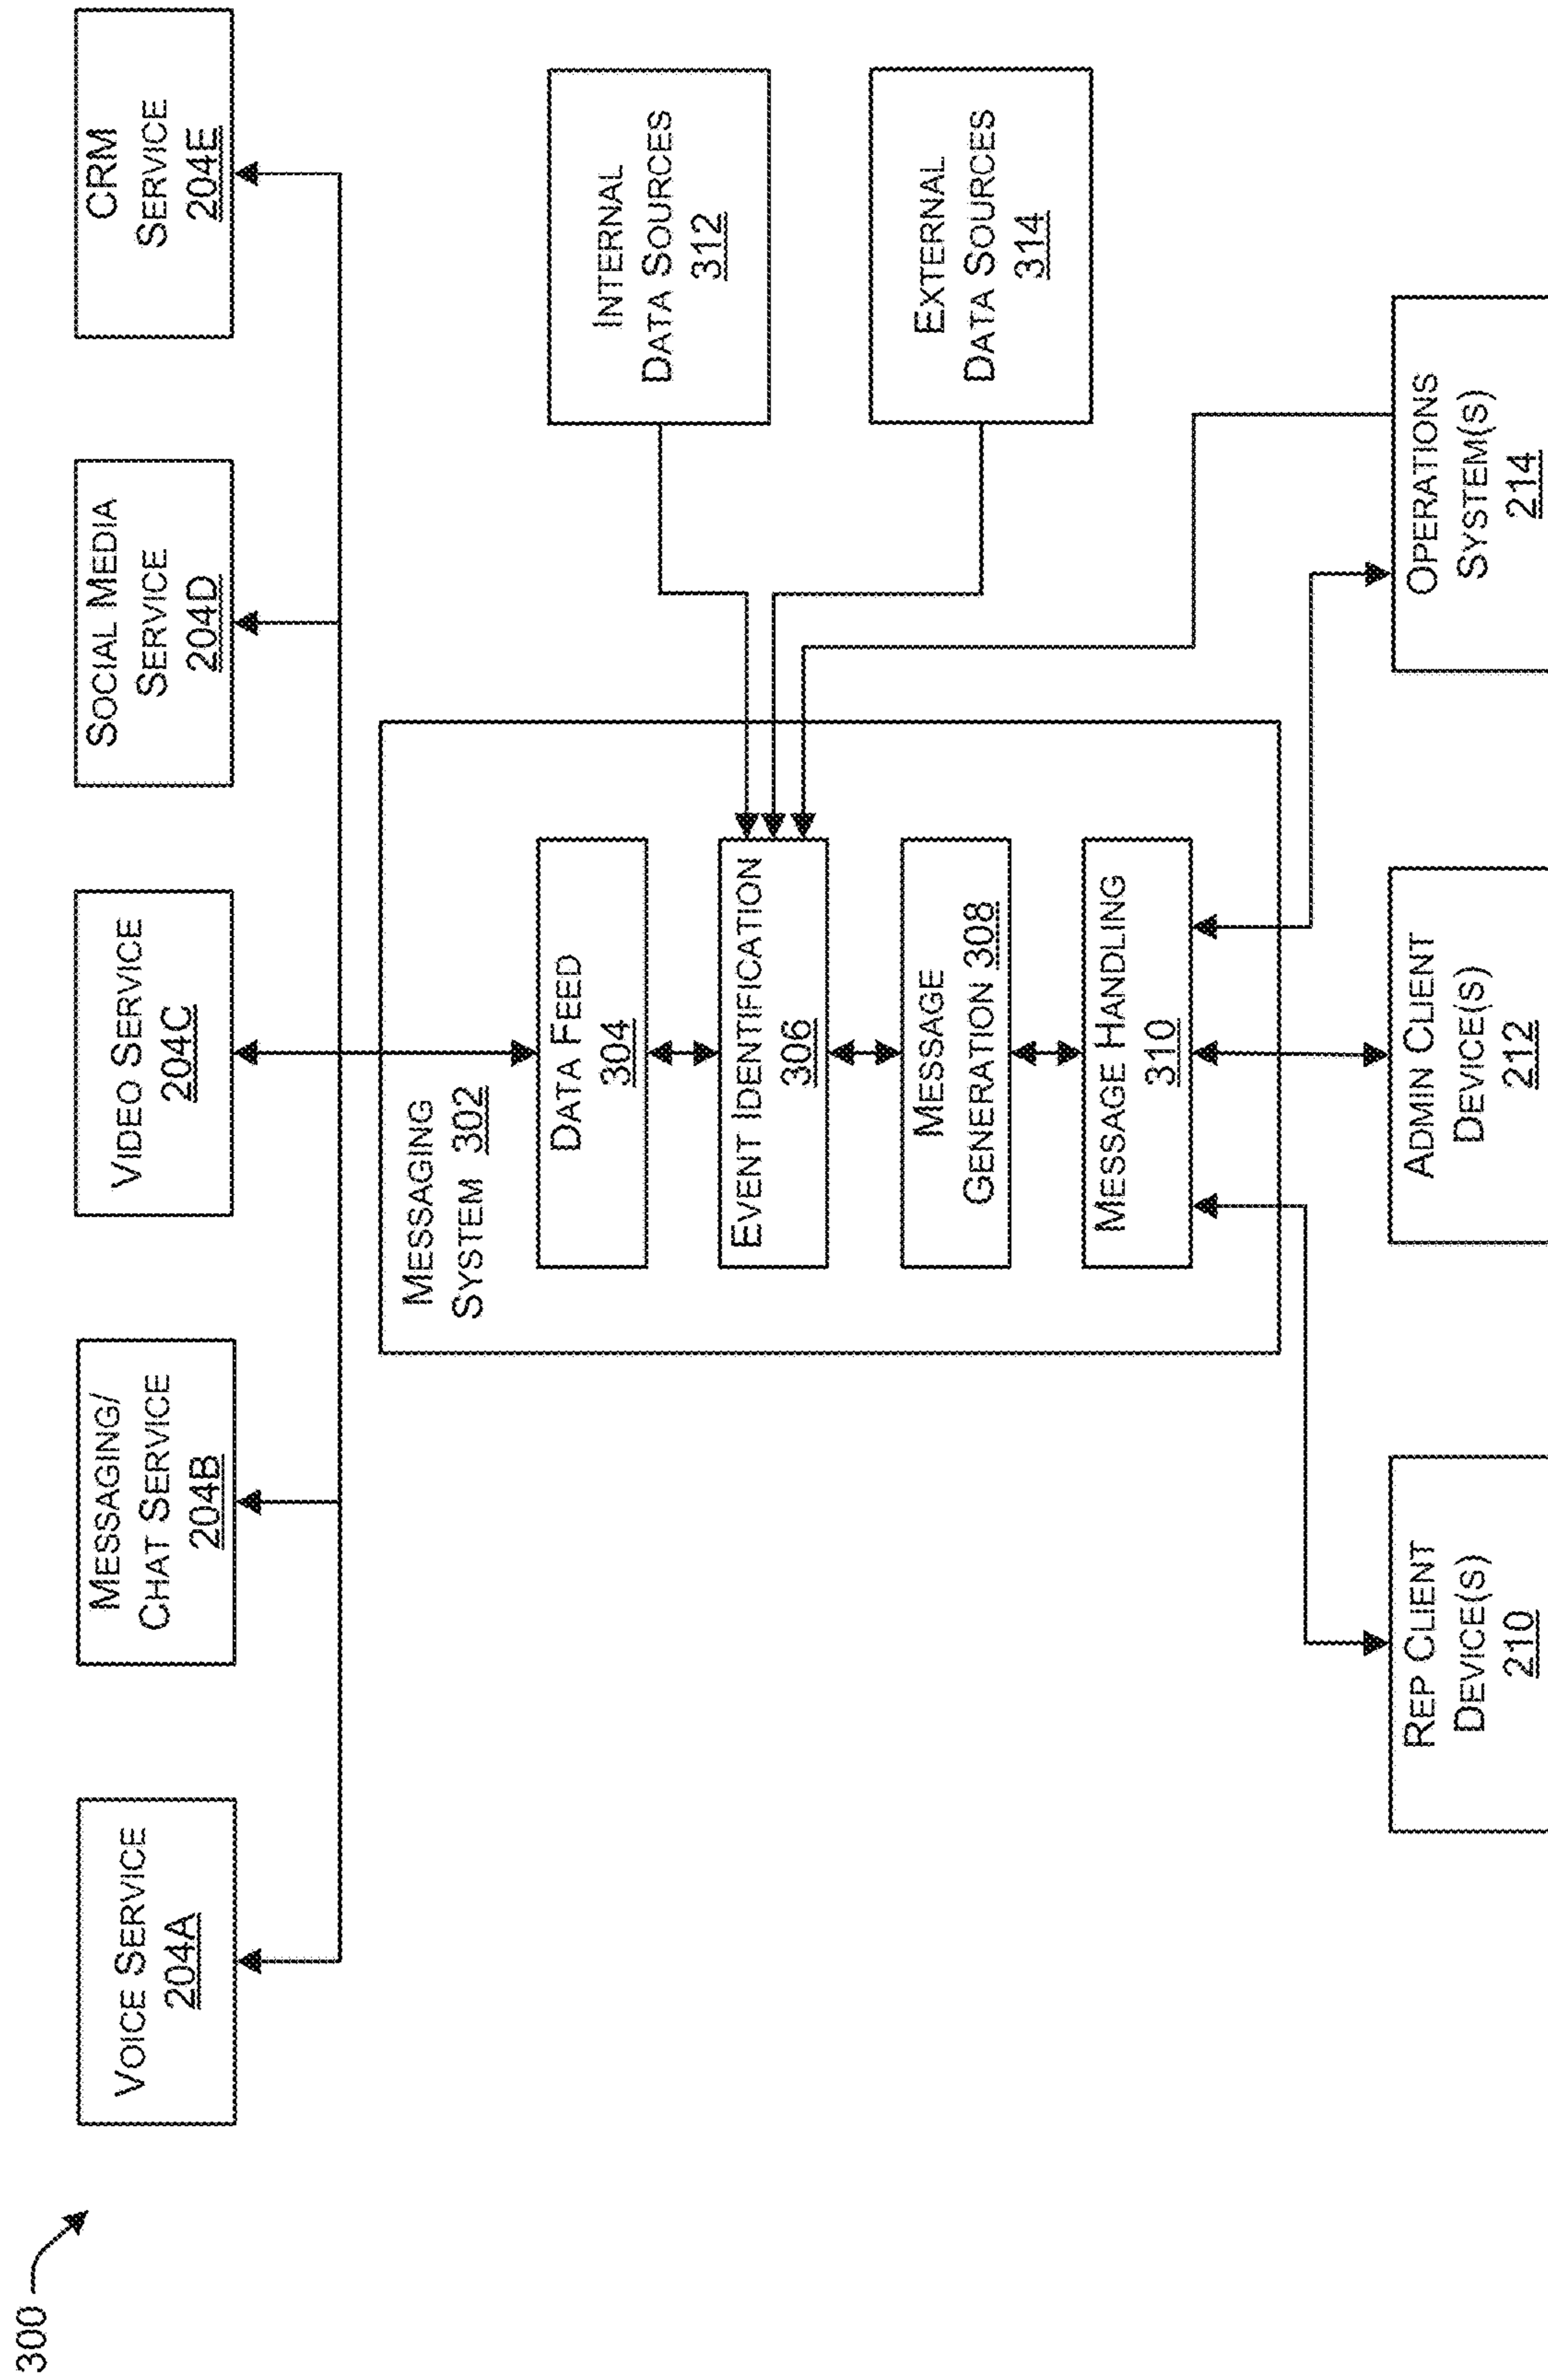 300
VOICE SERVICE
204A
MESSAGING/
CHAT SERVICE
204B
VIDEO SERVICE
204C
SOCIAL MEDIA
SERVICE
204D
CRM
SERVICE
204E
MESSAGING
SYSTEM 302
DATA FEED
304
EVENT IDENTIFICATION
306
MESSAGE
GENERATION 308
MESSAGE HANDLING
310
INTERNAL
DATA SOURCES
312
EXTERNAL
DATA SOURCES
314
REP CLIENT
DEVICE(S)
210
ADMIN CLIENT
DEVICE(S)
212
OPERATIONS
SYSTEM(S)
214